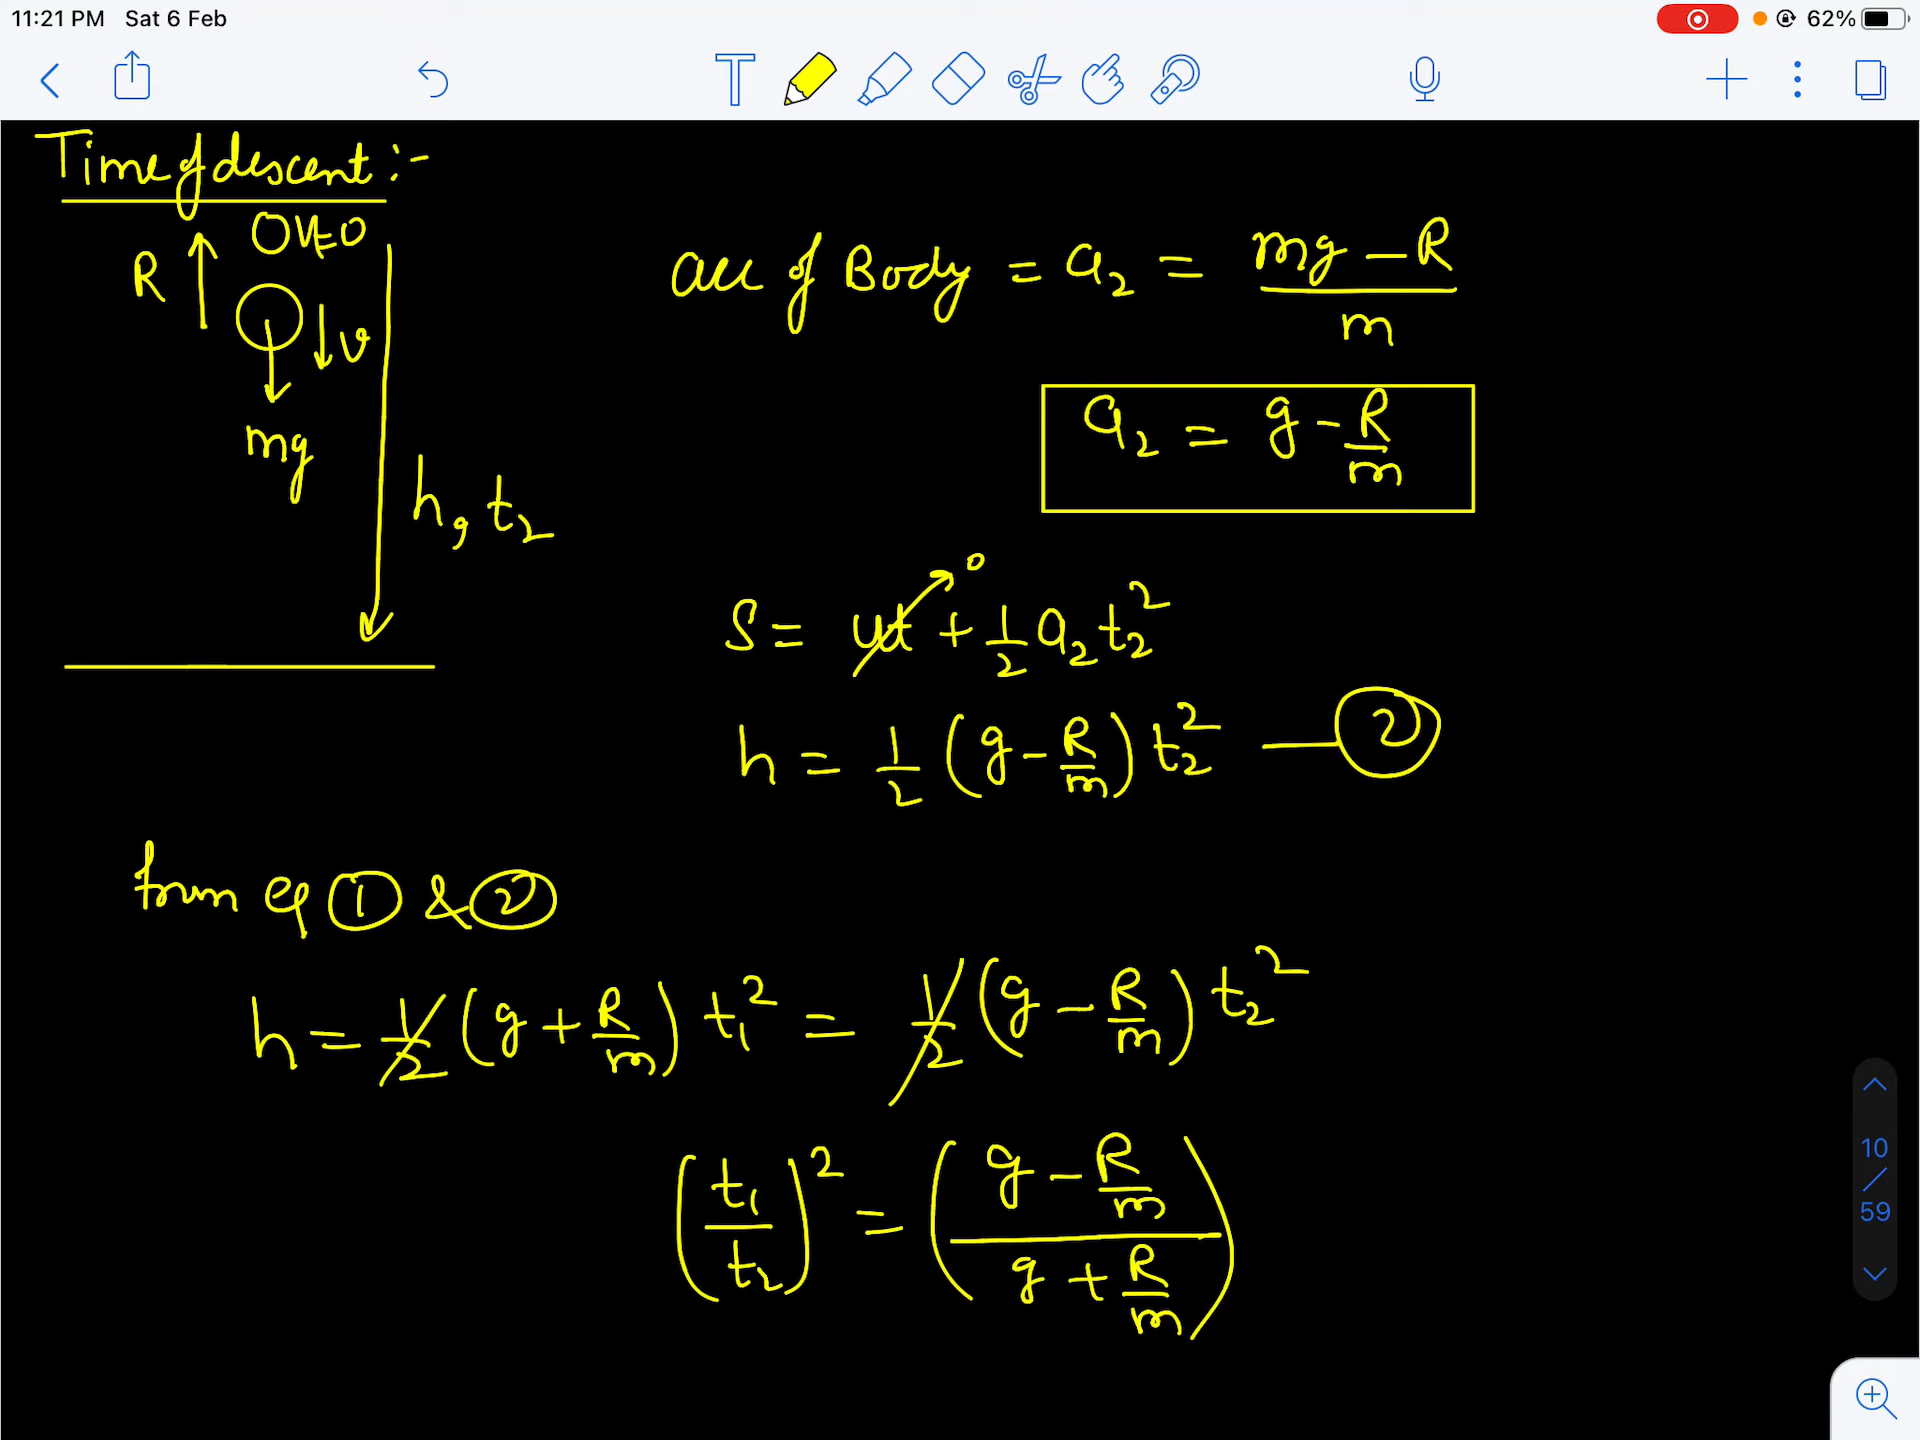 11:21 PM Sat 6 Feb
62%
Time of descent :-
V=0
R
v
mg
h, t₂
acc of Body = a₂ = (mg - R)/m
a₂ = g - R/m
S = ut + 1/2 a₂ t₂²
0
h = 1/2 (g - R/m) t₂² — ②
from eq ① & ②
h = 1/2 (g + R/m) t₁² = 1/2 (g - R/m) t₂²
(t₁/t₂)² = ((g - R/m)/(g + R/m))
10
/
59